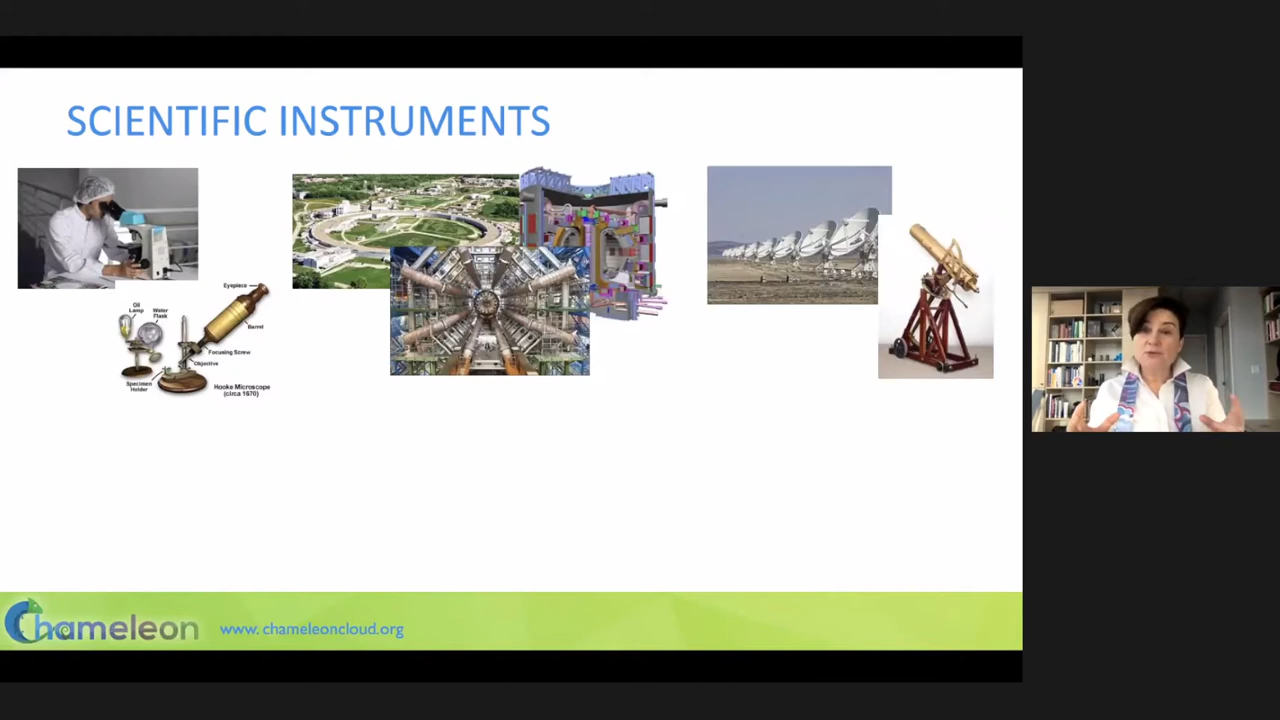 SCIENTIFIC INSTRUMENTS
Eyepiece
Oil
Lamp
Water
Flask
Barrel
Focusing Screw
Objective
Specimen
Holder
Hooke Microscope
(circa 1670)
Chameleon
www. chameleoncloud.org